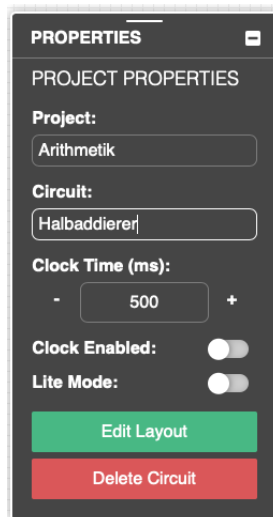 PROPERTIES
PROJECT PROPERTIES
Project:
Arithmetik
Circuit:
Halbaddierer
Clock Time (ms):
- 500 +
Clock Enabled:
Lite Mode:
Edit Layout
Delete Circuit